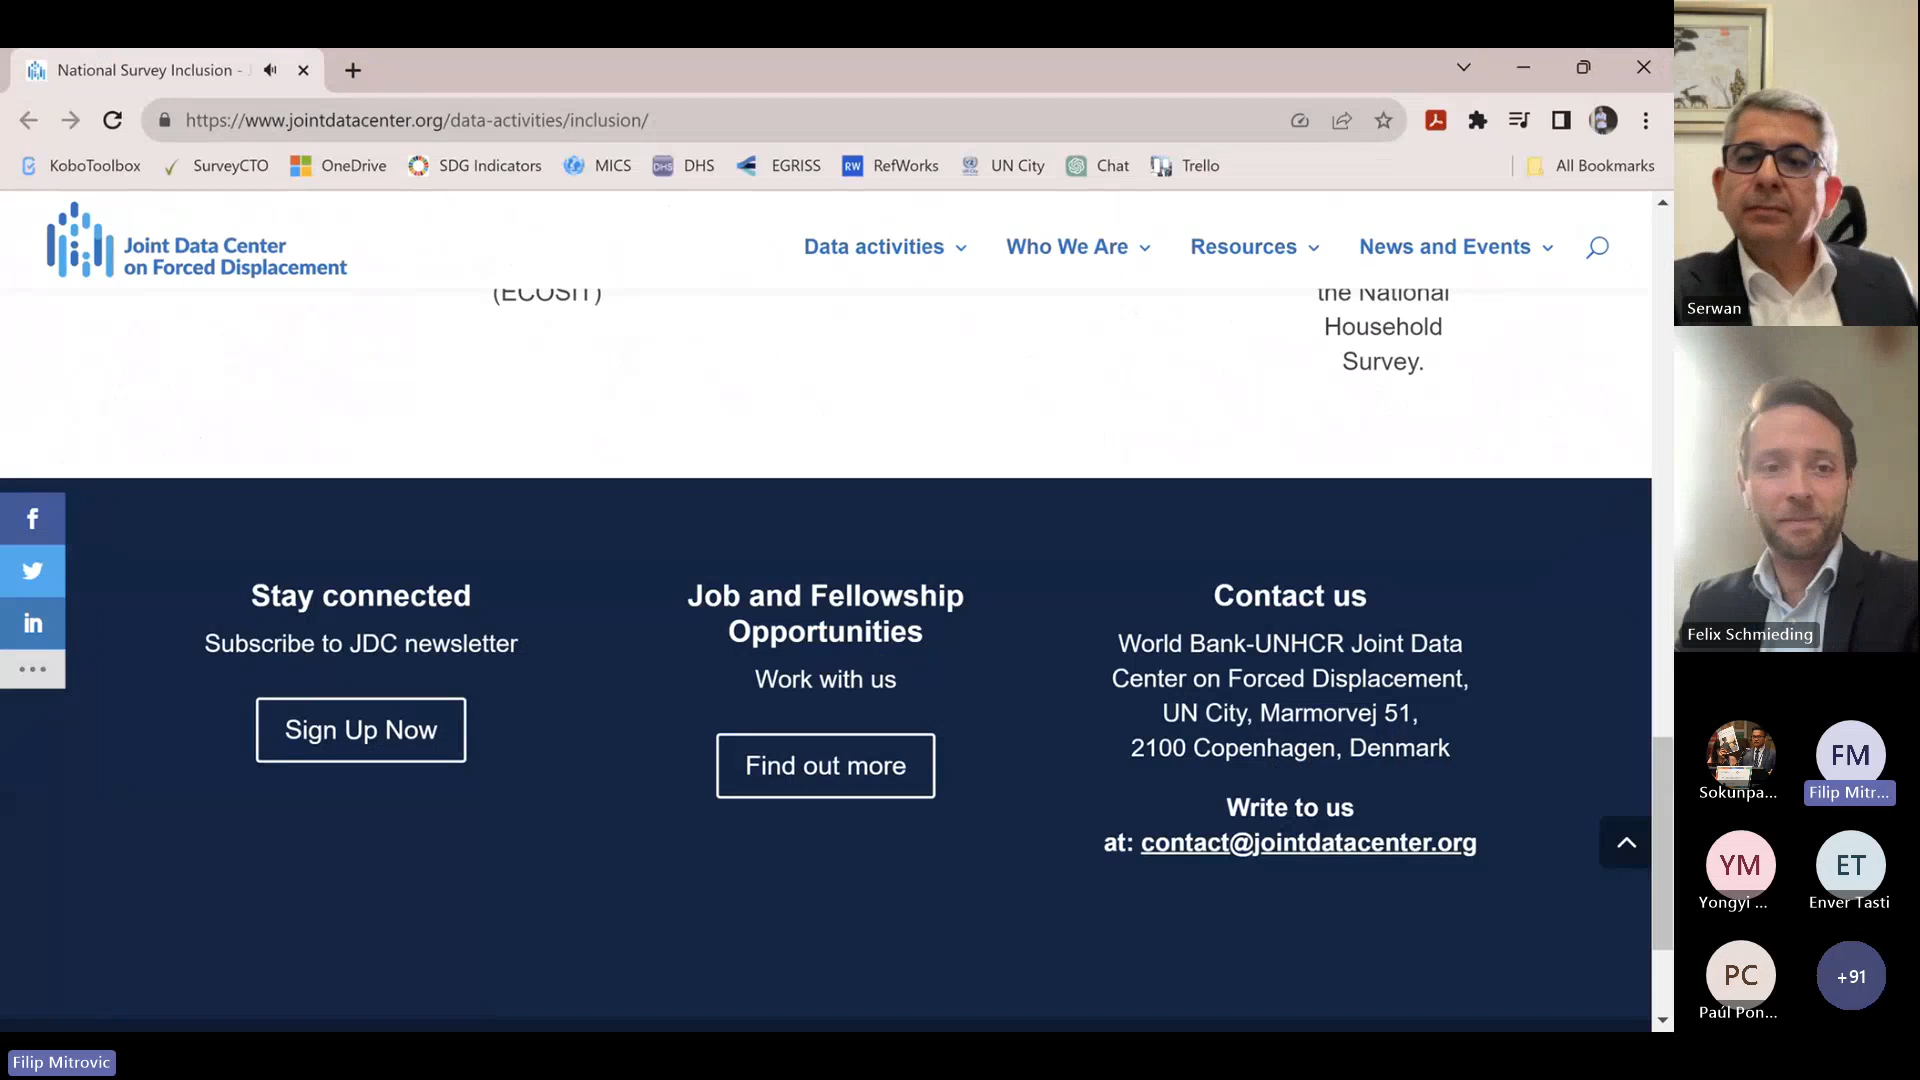 National Survey Inclusion -
https://www.jointdatacenter.org/data-activities/inclusion/
KoboToolbox
SurveyCTO
OneDrive
SDG Indicators
MICS
DHS
DHS
EGRISS
RW
RefWorks
UN City
Chat
Trello
All Bookmarks
Joint Data Center
on Forced Displacement
Data activities
Who We Are
Resources
News and Events
(ECOSIT)
the National
Household
Survey.
f
in
Stay connected
Subscribe to JDC newsletter
Sign Up Now
Job and Fellowship
Opportunities
Work with us
Find out more
Contact us
World Bank-UNHCR Joint Data
Center on Forced Displacement,
UN City, Marmorvej 51,
2100 Copenhagen, Denmark
Write to us
at: contact@jointdatacenter.org
Serwan
Felix Schmieding
Sokunpa...
FM
Filip Mitr...
YM
Yongyi ...
ET
Enver Tasti
PC
Paúl Pon...
+91
Filip Mitrovic